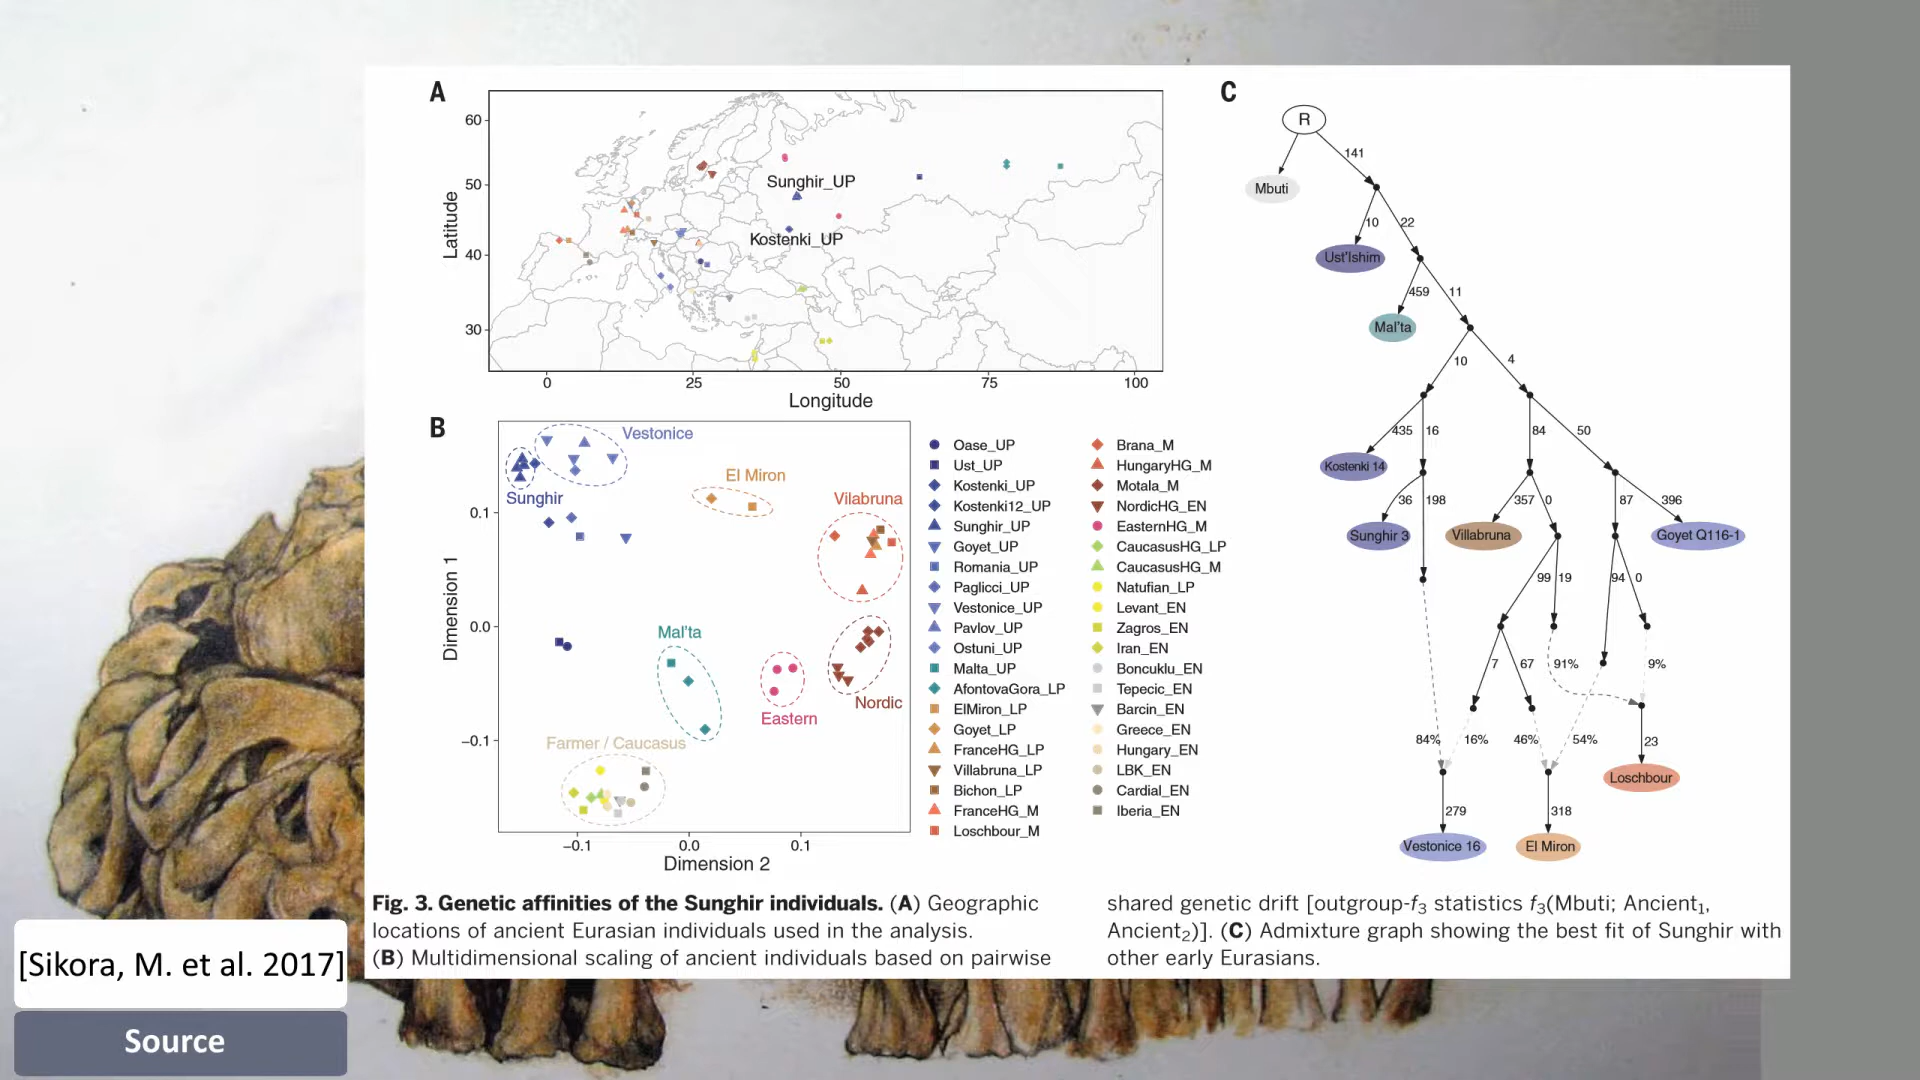 A
60
50
40
30
Latitude
Sunghir_UP
Kostenki_UP
0
25
50
75
100
Longitude
B
Vestonice
Sunghir
El Miron
Vilabruna
Mal'ta
Eastern
Nordic
Farmer / Caucasus
0.1
0.0
−0.1
Dimension 1
−0.1
0.0
0.1
Dimension 2
Oase_UP
Ust_UP
Kostenki_UP
Kostenki12_UP
Sunghir_UP
Goyet_UP
Romania_UP
Paglicci_UP
Vestonice_UP
Pavlov_UP
Ostuni_UP
Malta_UP
AfontovaGora_LP
ElMiron_LP
Goyet_LP
FranceHG_LP
Villabruna_LP
Bichon_LP
FranceHG_M
Loschbour_M
Brana_M
HungaryHG_M
Motala_M
NordicHG_EN
EasternHG_M
CaucasusHG_LP
CaucasusHG_M
Natufian_LP
Levant_EN
Zagros_EN
Iran_EN
Boncuklu_EN
Tepecic_EN
Barcin_EN
Greece_EN
Hungary_EN
LBK_EN
Cardial_EN
Iberia_EN
C
R
141
Mbuti
10
22
Ust'Ishim
459
11
Mal'ta
10
4
435
16
84
50
Kostenki 14
36
198
357
0
87
396
Sunghir 3
Villabruna
Goyet Q116-1
99
19
94
0
7
67
91%
9%
84%
16%
46%
54%
23
Loschbour
279
318
Vestonice 16
El Miron
Fig. 3. Genetic affinities of the Sunghir individuals. (A) Geographic
locations of ancient Eurasian individuals used in the analysis.
(B) Multidimensional scaling of ancient individuals based on pairwise
shared genetic drift [outgroup-f3 statistics f3(Mbuti; Ancient1,
Ancient2)]. (C) Admixture graph showing the best fit of Sunghir with
other early Eurasians.
[Sikora, M. et al. 2017]
Source